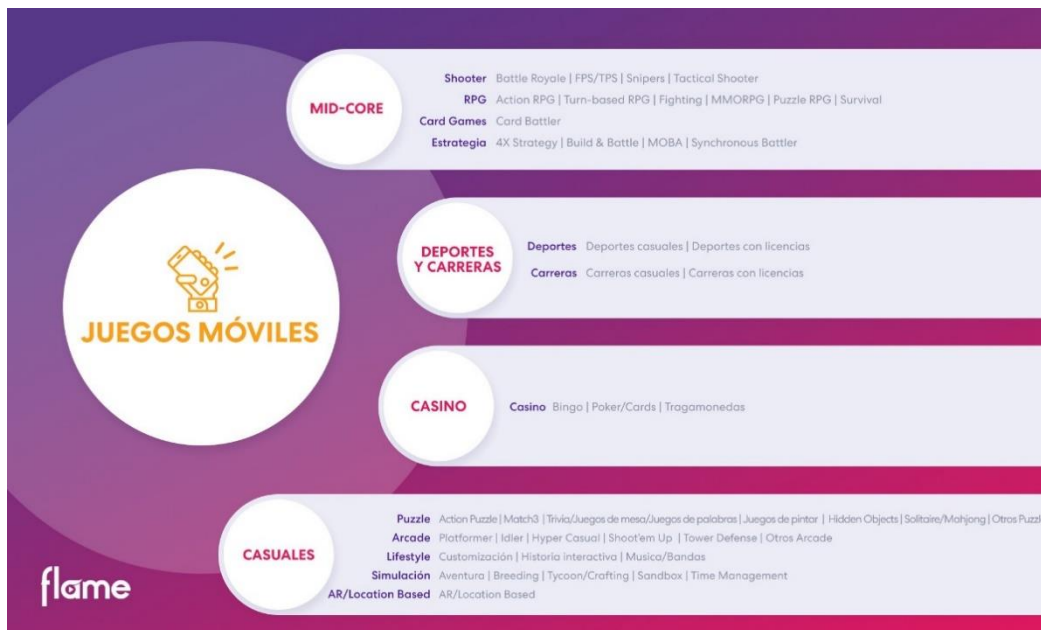 MID-CORE
Shooter Battle Royale | FPS/TPS | Snipers | Tactical Shooter
RPG Action RPG | Turn-based RPG | Fighting | MMORPG | Puzzle RPG | Survival
Card Games Card Battler
Estrategia 4X Strategy | Build & Battle | MOBA | Synchronous Battler
JUEGOS MÓVILES
DEPORTES
Y CARRERAS
Deportes Deportes casuales | Deportes con licencias
Carreras Carreras casuales | Carreras con licencias
CASINO
Casino Bingo | Poker/Cards | Tragamonedas
CASUALES
Puzzle Action Puzzle | Match3 | Trivia/Juegos de mesa/Juegos de palabras | Juegos de pintar | Hidden Objects | Solitaire/Mahjong | Otros Puzzl
Arcade Platformer | Idler | Hyper Casual | Shoot'em Up | Tower Defense | Otros Arcade
Lifestyle Customización | Historia interactiva | Musica/Bandas
Simulación Aventura | Breeding | Tycoon/Crafting | Sandbox | Time Management
AR/Location Based AR/Location Based
flame